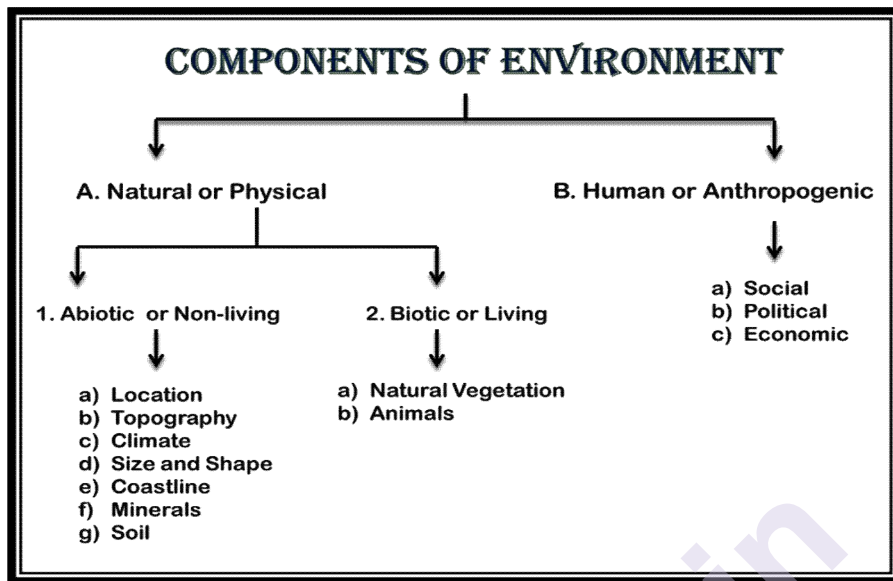 COMPONENTS OF ENVIRONMENT
A. Natural or Physical
B. Human or Anthropogenic
1. Abiotic or Non-living
2. Biotic or Living
a) Social
b) Political
c) Economic
a) Location
b) Topography
c) Climate
d) Size and Shape
e) Coastline
f) Minerals
g) Soil
a) Natural Vegetation
b) Animals
in